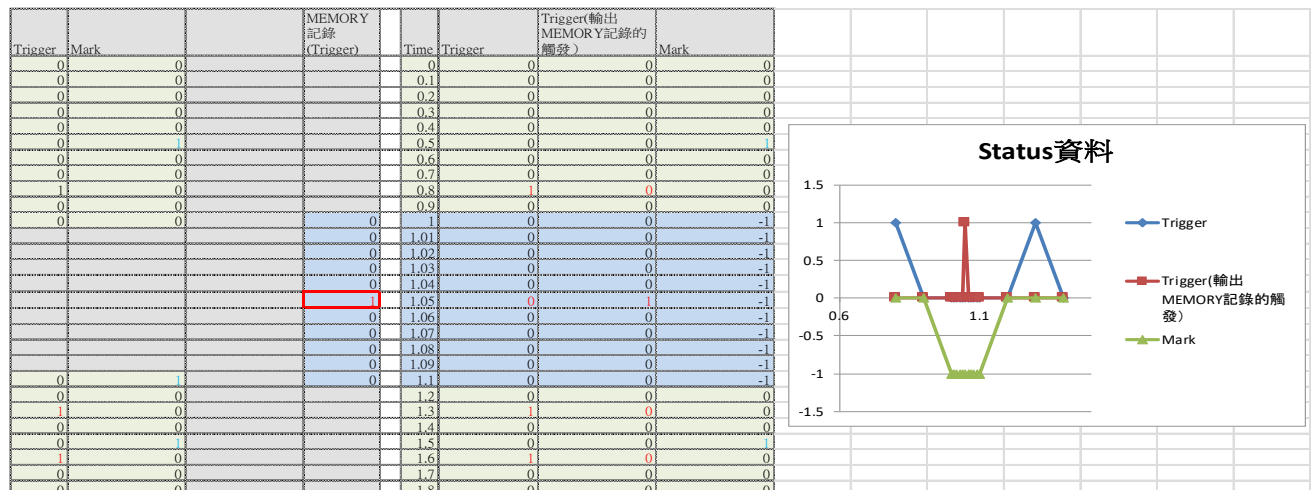 MEMORY Trigger(輸出
記錄 MEMORY記錄的
Trigger Mark (Trigger) Time Trigger 觸發） Mark
0 0 0 0 0 0
0 0 0.1 0 0 0
0 0 0.2 0 0 0
0 0 0.3 0 0 0
0 0 0.4 0 0 0
0 1 0.5 0 0 1
0 0 0.6 0 0 0
0 0 0.7 0 0 0
1 0 0.8 1 0 0
0 0 0.9 0 0 0
0 0 0 1 0 0 -1
0 1.01 0 0 -1
0 1.02 0 0 -1
0 1.03 0 0 -1
0 1.04 0 0 -1
1 1.05 0 1 -1
0 1.06 0 0 -1
0 1.07 0 0 -1
0 1.08 0 0 -1
0 1.09 0 0 -1
0 1 0 1.1 0 0 -1
0 0 1.2 0 0 0
1 0 1.3 1 0 0
0 0 1.4 0 0 0
0 1 1.5 0 0 1
1 0 1.6 1 0 0
0 0 1.7 0 0 0
0 0 1.8 0 0 0
Status資料
1.5
1
0.5
0
-0.5
-1
-1.5
0.6 1.1
Trigger
Trigger(輸出
MEMORY記錄的觸
發）
Mark